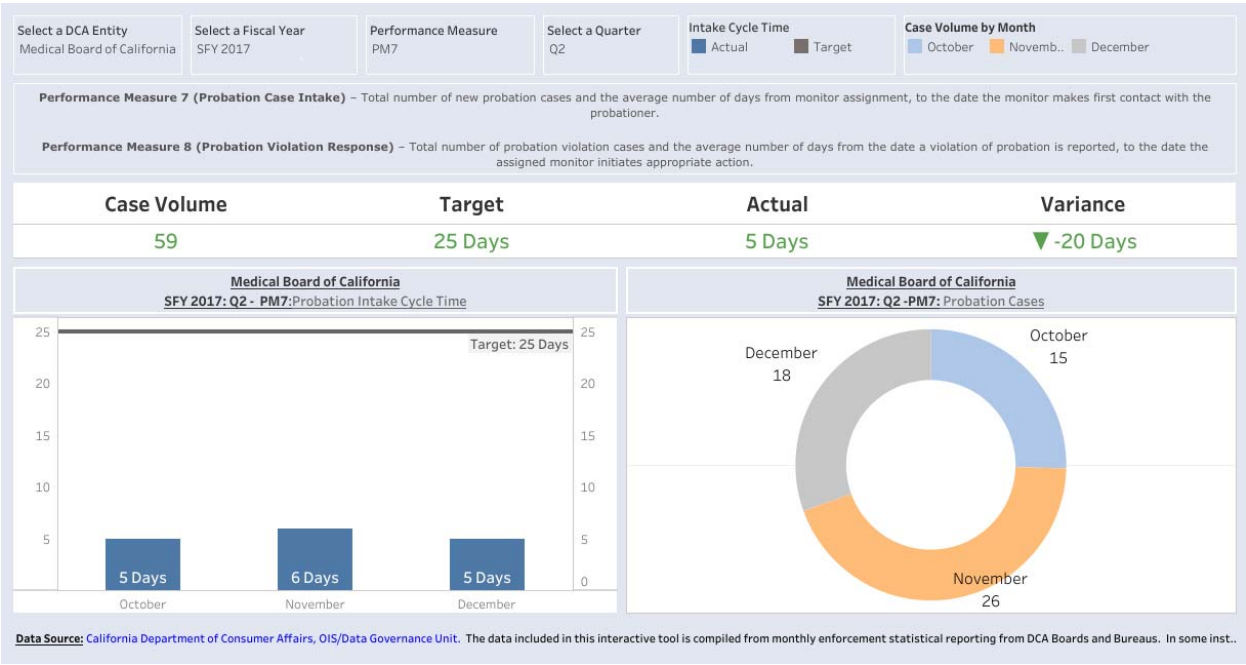 Select a DCA Entity
Medical Board of California
Select a Fiscal Year
SFY 2017
Performance Measure
PM7
Select a Quarter
Q2
Intake Cycle Time
Actual
Target
Case Volume by Month
October
Novemb..
December
Performance Measure 7 (Probation Case Intake) – Total number of new probation cases and the average number of days from monitor assignment, to the date the monitor makes first contact with the
probationer.
Performance Measure 8 (Probation Violation Response) – Total number of probation violation cases and the average number of days from the date a violation of probation is reported, to the date the
assigned monitor initiates appropriate action.
Case Volume
Target
Actual
Variance
59
25 Days
5 Days
▼ -20 Days
Medical Board of California
SFY 2017: Q2 - PM7:Probation Intake Cycle Time
25
20
15
10
5
Target: 25 Days
25
20
15
10
5
0
5 Days
6 Days
5 Days
October
November
December
Medical Board of California
SFY 2017: Q2 -PM7: Probation Cases
October
15
December
18
November
26
Data Source: California Department of Consumer Affairs, OIS/Data Governance Unit. The data included in this interactive tool is compiled from monthly enforcement statistical reporting from DCA Boards and Bureaus. In some inst..